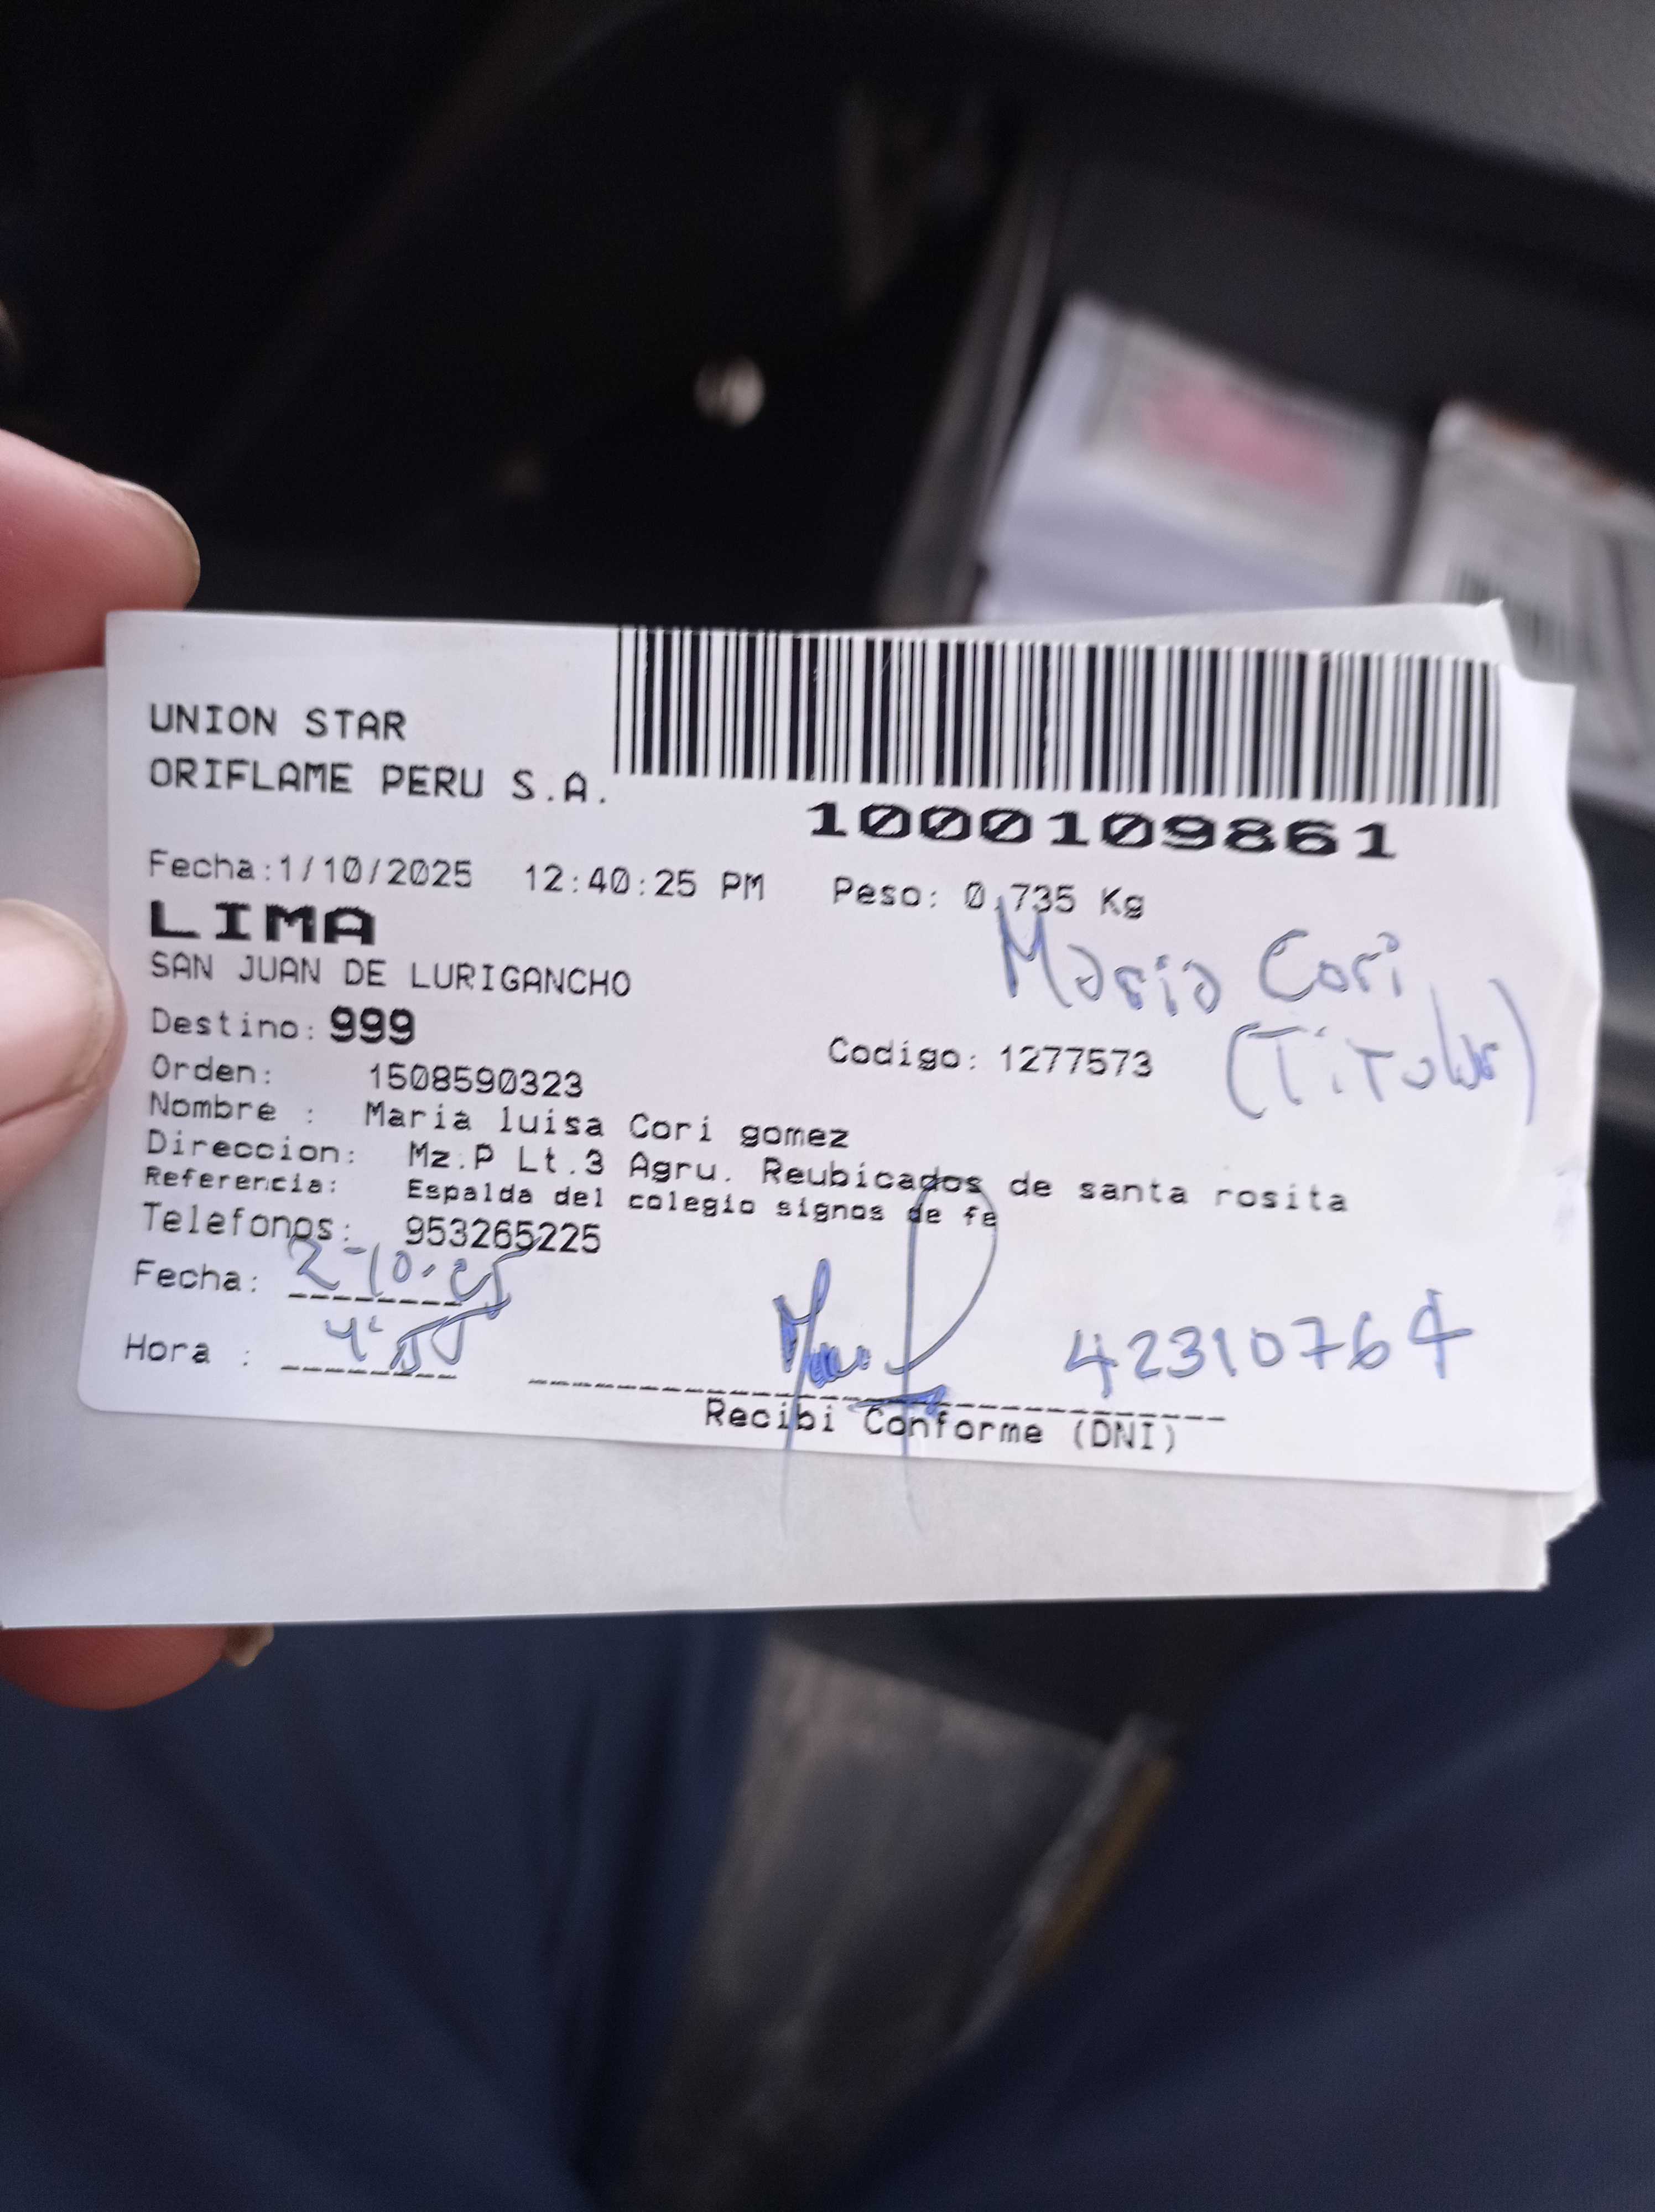 UNION STAR
ORIFLAME PERU S.A.
1000109861
Fecha:1/10/2025 12:40:25 PM Peso: 0,735 Kg
LIMA
Maria Cori
SAN JUAN DE LURIGANCHO
(Titular)
Destino: 999
Codigo: 1277573
Orden: 1508590323
Nombre : Maria luisa Cori gomez
Direccion: Mz.P Lt.3 Agru. Reubicados de santa rosita
Referencia: Espalda del colegio signos de fe
Telefonos: 953265225
Fecha: 2-10-25
Hora :
42310764
Recibi Conforme (DNI)